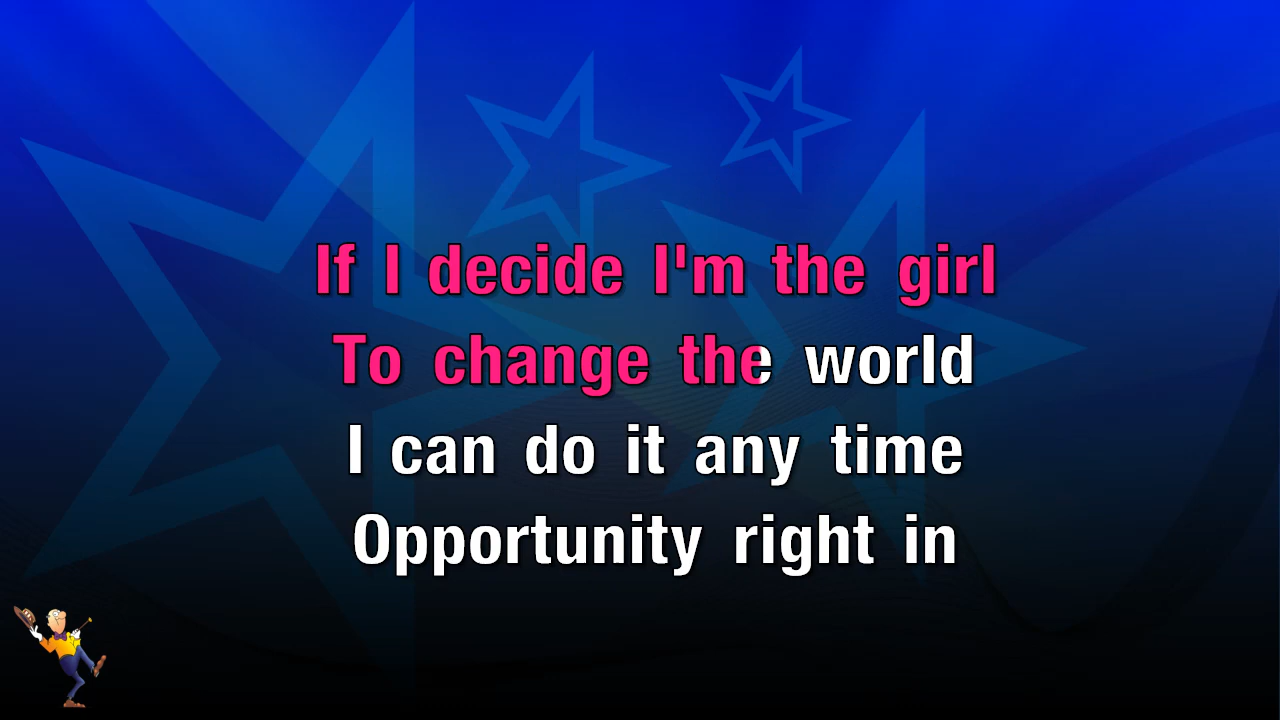 If I decide I'm the girl
To change the world
I can do it any time
Opportunity right in